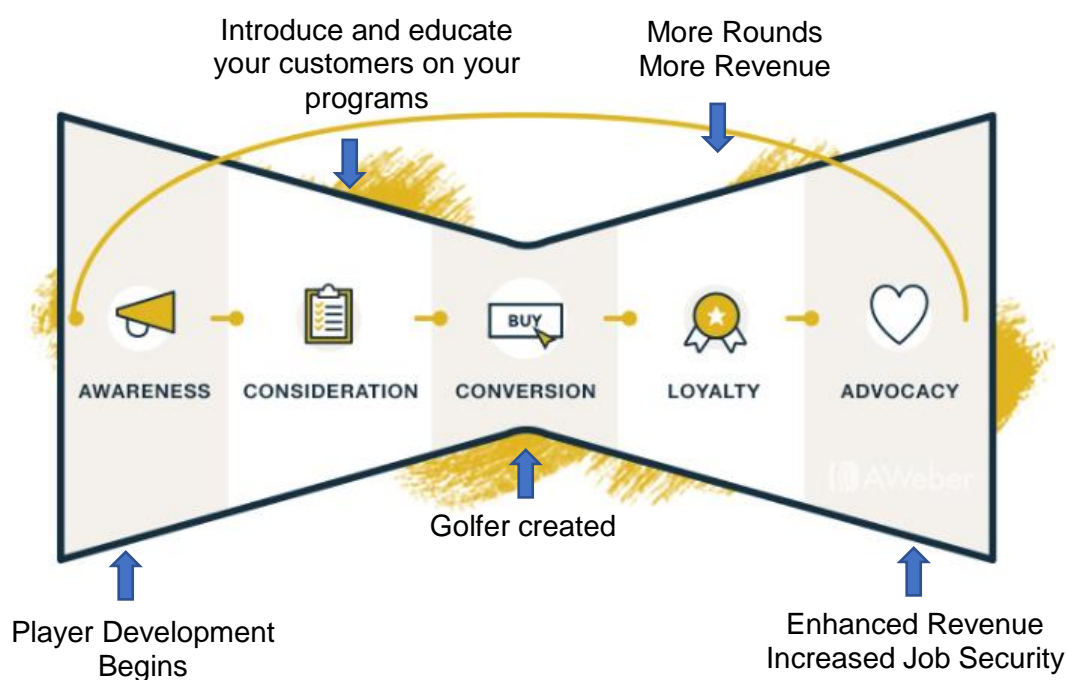 Introduce and educate
your customers on your
programs
More Rounds
More Revenue
AWARENESS
CONSIDERATION
BUY
CONVERSION
LOYALTY
ADVOCACY
AWeber
Golfer created
Player Development
Begins
Enhanced Revenue
Increased Job Security